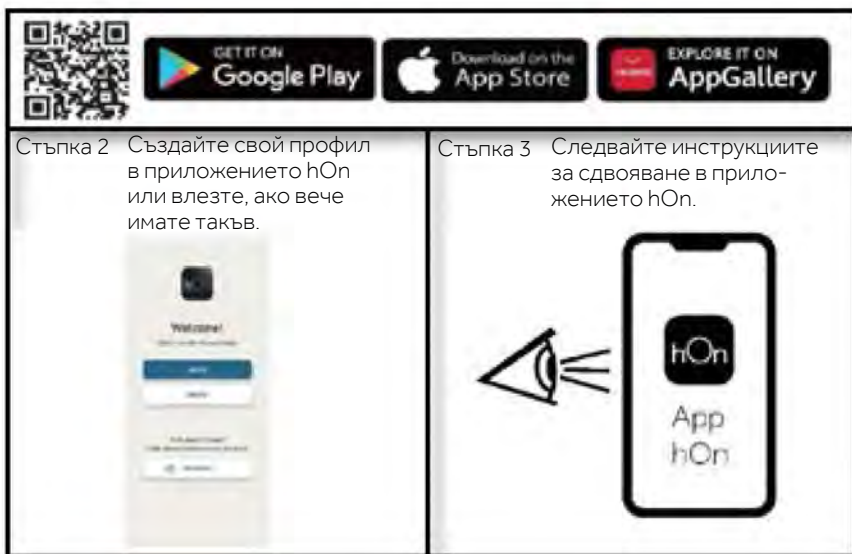 GET IT ON
Google Play
Download on the
App Store
EXPLORE IT ON
AppGallery
Стъпка 2 Създайте свой профил
в приложението hOn
или влезте, ако вече
имате такъв.
Welcome!
Стъпка 3 Следвайте инструкциите
за сдвояване в прило-
жението hOn.
hOn
App
hOn